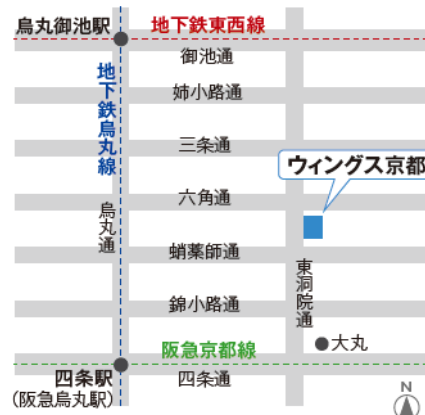 烏丸御池駅
地下鉄東西線
御池通
地下鉄烏丸線
姉小路通
三条通
ウィングス京都
六角通
烏丸通
蛸薬師通
東洞院通
錦小路通
大丸
阪急京都線
四条駅
(阪急烏丸駅)
四条通
N